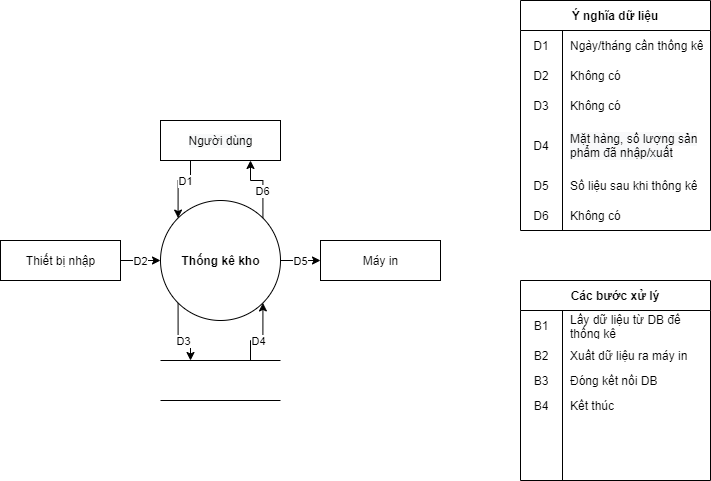 Người dùng
D1
D6
Thiết bị nhập
D2
Thống kê kho
D5
Máy in
D3
D4
Ý nghĩa dữ liệu
D1 Ngày/tháng cần thống kê
D2 Không có
D3 Không có
D4 Mặt hàng, số lượng sản
phẩm đã nhập/xuất
D5 Số liệu sau khi thống kê
D6 Không có
Các bước xử lý
B1 Lấy dữ liệu từ DB để
thống kê
B2 Xuất dữ liệu ra máy in
B3 Đóng kết nối DB
B4 Kết thúc